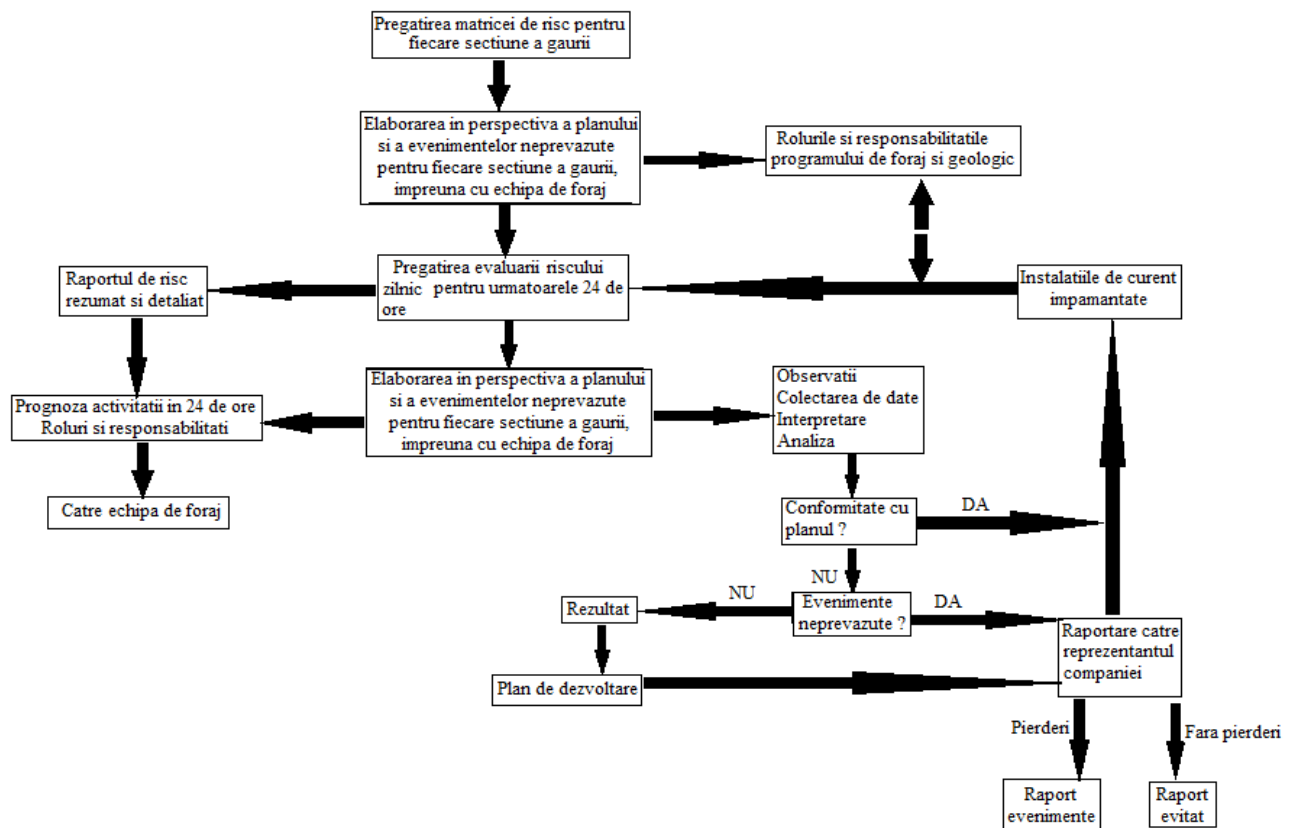 Pregatirea matricei de risc pentru
fiecare sectiune a gaurii
Elaborarea in perspectiva a planului
si a evenimentelor neprevazute
pentru fiecare sectiune a gaurii,
impreuna cu echipa de foraj
Rolurile si responsabilitatile
programului de foraj si geologic
Raportul de risc
rezumat si detaliat
Pregatirea evaluarii riscului
zilnic pentru urmatoarele 24 de
ore
Instalatiile de curent
impamantate
Prognoza activitatii in 24 de ore
Roluri si responsabilitati
Elaborarea in perspectiva a planului
si a evenimentelor neprevazute
pentru fiecare sectiune a gaurii,
impreuna cu echipa de foraj
Observatii
Colectarea de date
Interpretare
Analiza
Catre echipa de foraj
Conformitate cu
planul ?
DA
NU
NU
Rezultat
Evenimente
neprevazute ?
DA
Raportare catre
reprezentantul
companiei
Plan de dezvoltare
Pierderi
Fara pierderi
Raport
evenimente
Raport
evitat